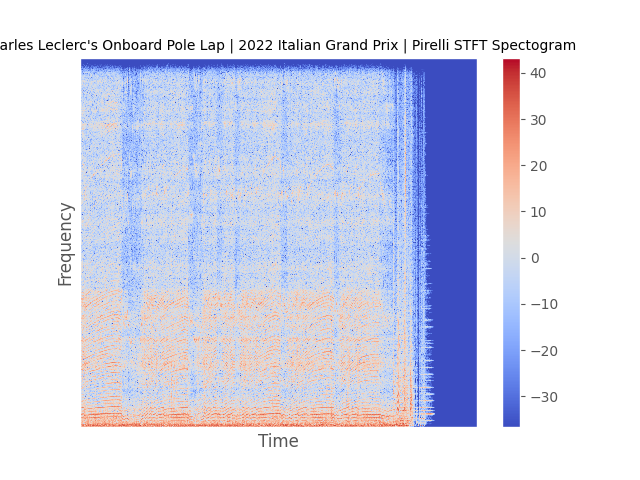 arles Leclerc's Onboard Pole Lap | 2022 Italian Grand Prix | Pirelli STFT Spectogram
Frequency
Time
40
30
20
10
0
−10
−20
−30